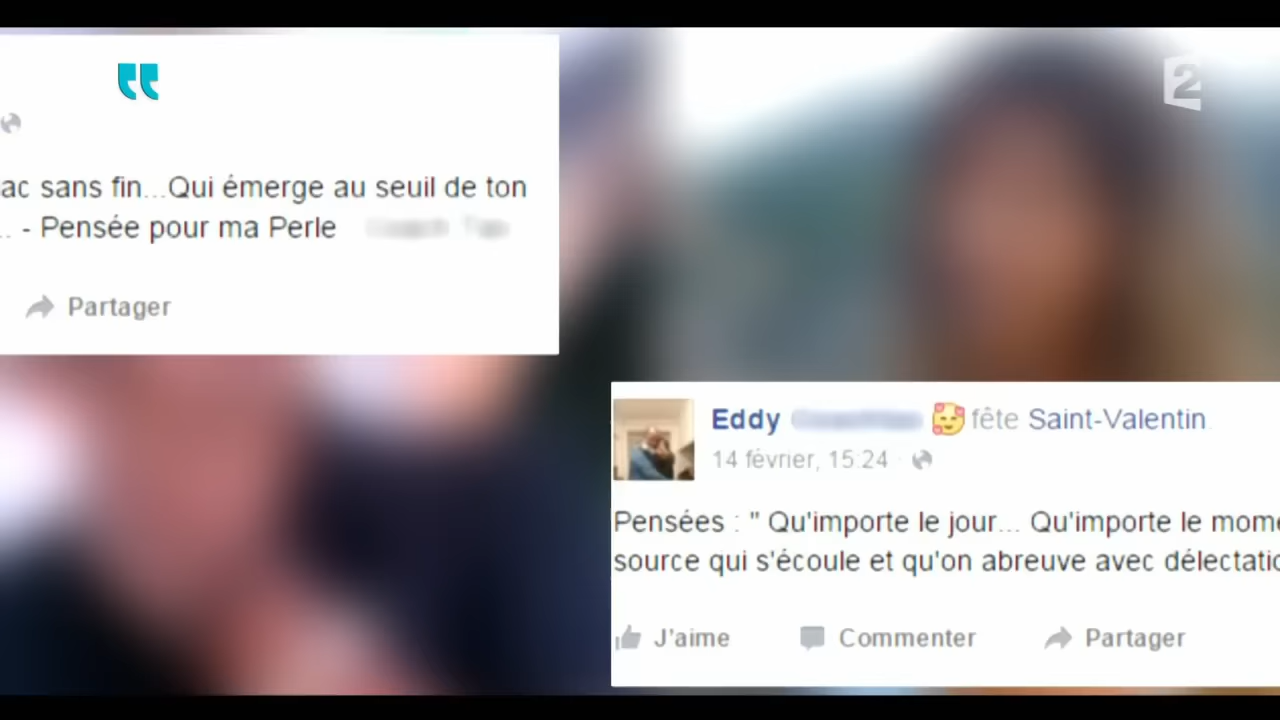 2
ac sans fin...Qui émerge au seuil de ton
.. - Pensée pour ma Perle
Partager
Eddy fête Saint-Valentin.
14 février, 15:24 ·
Pensées : " Qu'importe le jour... Qu'importe le mome
source qui s'écoule et qu'on abreuve avec délectatio
J'aime Commenter Partager